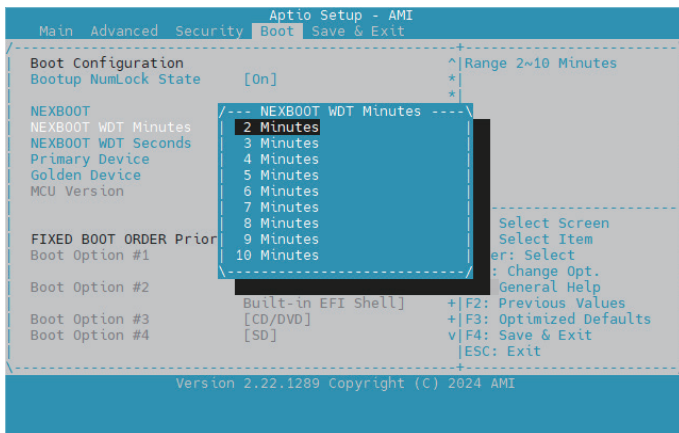 Aptio Setup - AMI
Main Advanced Security Boot Save & Exit
Boot Configuration ^|Range 2~10 Minutes
Bootup NumLock State [On] *|
*|
NEXBOOT /--- NEXBOOT WDT Minutes ----\
NEXBOOT WDT Minutes | 2 Minutes |
NEXBOOT WDT Seconds | 3 Minutes |
Primary Device | 4 Minutes |
Golden Device | 5 Minutes |
MCU Version | 6 Minutes |
| 7 Minutes |
| 8 Minutes | Select Screen
FIXED BOOT ORDER Prior| 9 Minutes | Select Item
Boot Option #1 | 10 Minutes | er: Select
\---------------------------/ : Change Opt.
Boot Option #2 General Help
Built-in EFI Shell] +|F2: Previous Values
Boot Option #3 [CD/DVD] +|F3: Optimized Defaults
Boot Option #4 [SD] v|F4: Save & Exit
|ESC: Exit
Version 2.22.1289 Copyright (C) 2024 AMI